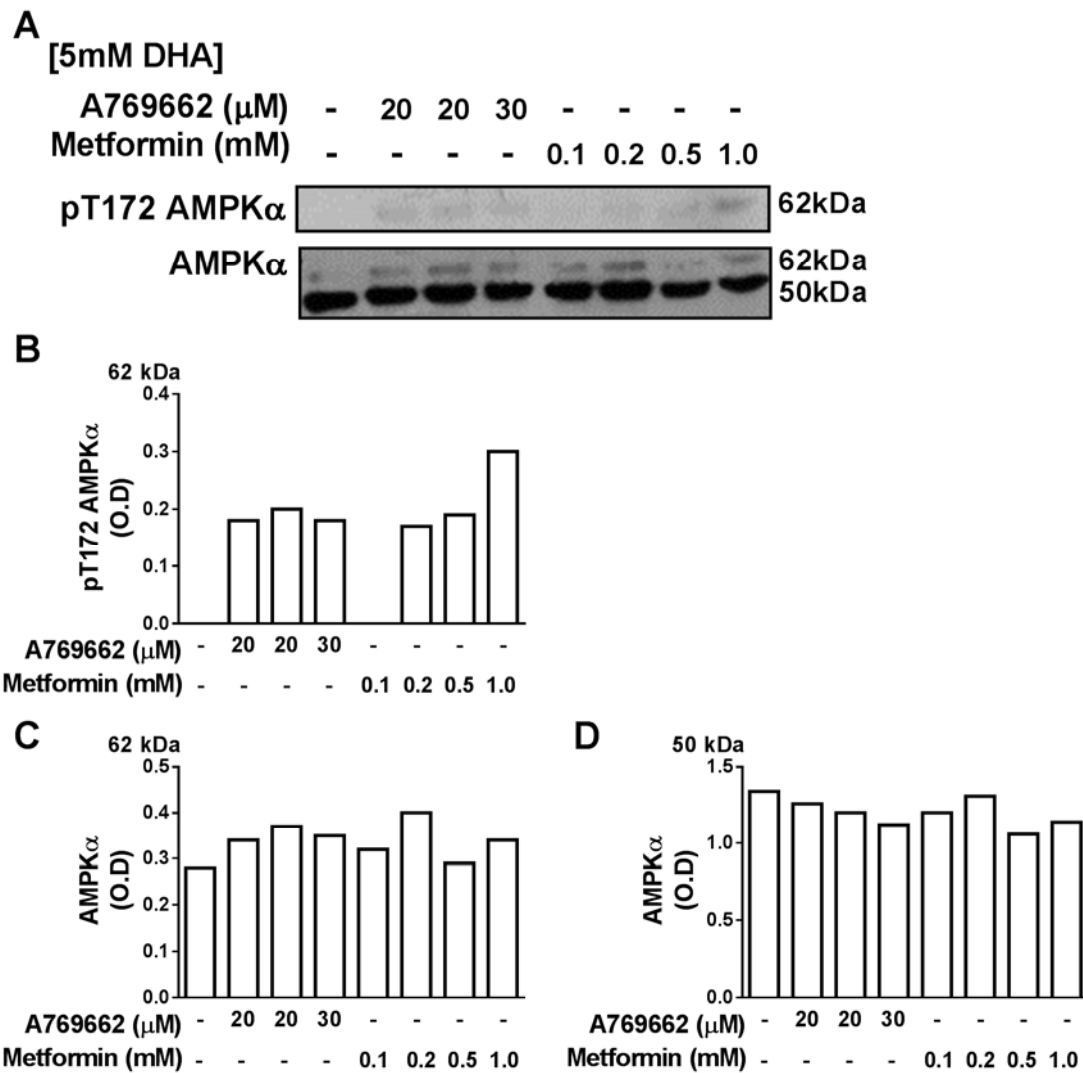 A
[5mM DHA]
A769662 (μM) - 20 20 30 - - - -
Metformin (mM) - - - - 0.1 0.2 0.5 1.0
pT172 AMPKα 62kDa
AMPKα 62kDa
50kDa
B
62 kDa
0.4
0.3
0.2
0.1
0.0
pT172 AMPKα
(O.D)
A769662 (μM) - 20 20 30 - - - -
Metformin (mM) - - - - 0.1 0.2 0.5 1.0
C
62 kDa
0.5
0.4
0.3
0.2
0.1
0.0
AMPKα
(O.D)
A769662 (μM) - 20 20 30 - - - -
Metformin (mM) - - - - 0.1 0.2 0.5 1.0
D
50 kDa
1.5
1.0
0.5
0.0
AMPKα
(O.D)
A769662 (μM) - 20 20 30 - - - -
Metformin (mM) - - - - 0.1 0.2 0.5 1.0